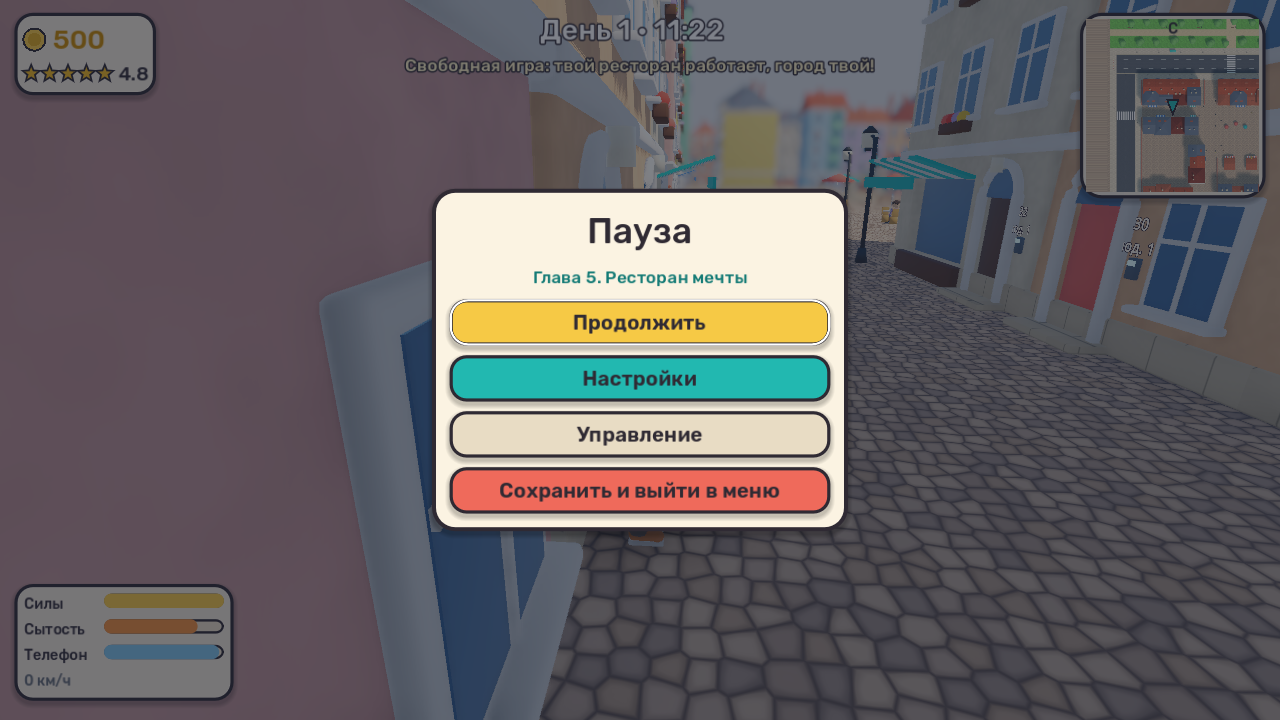 500
4.8
День 1 · 11:22
Свободная игра: твой ресторан работает, город твой!
С
30
Пауза
Глава 5. Ресторан мечты
Продолжить
Настройки
Управление
Сохранить и выйти в меню
Силы
Сытость
Телефон
0 км/ч